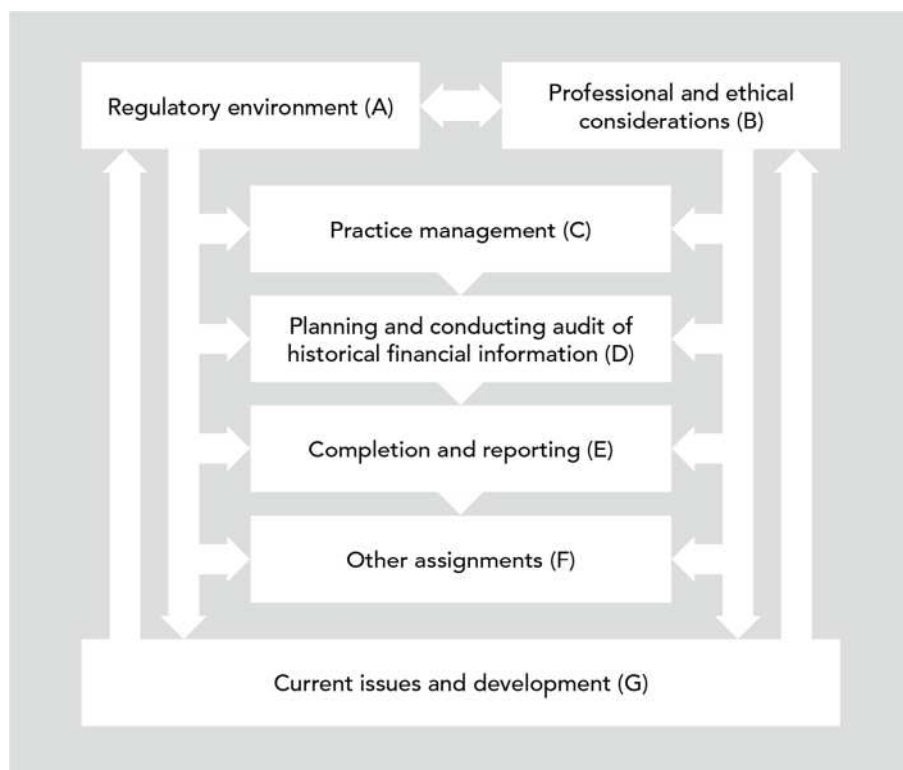 Regulatory environment (A)
Professional and ethical
considerations (B)
Practice management (C)
Planning and conducting audit of
historical financial information (D)
Completion and reporting (E)
Other assignments (F)
Current issues and development (G)